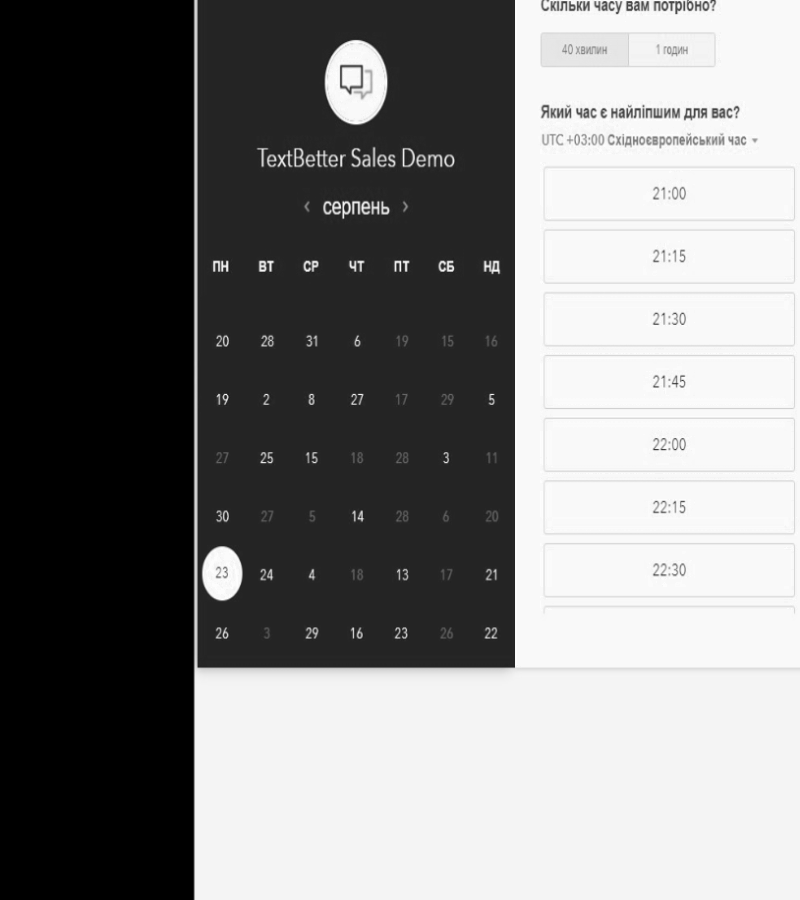 TextBetter Sales Demo
‹ серпень ›
ПН ВТ СР ЧТ ПТ СБ НД
20 28 31 6 19 15 16
19 2 8 27 17 29 5
27 25 15 18 28 3 11
30 27 5 14 28 6 20
23 24 4 18 13 17 21
26 3 29 16 23 26 22
Скільки часу вам потрібно?
40 хвилин 1 годин
Який час є найліпшим для вас?
UTC +03:00 Східноєвропейський час
21:00
21:15
21:30
21:45
22:00
22:15
22:30